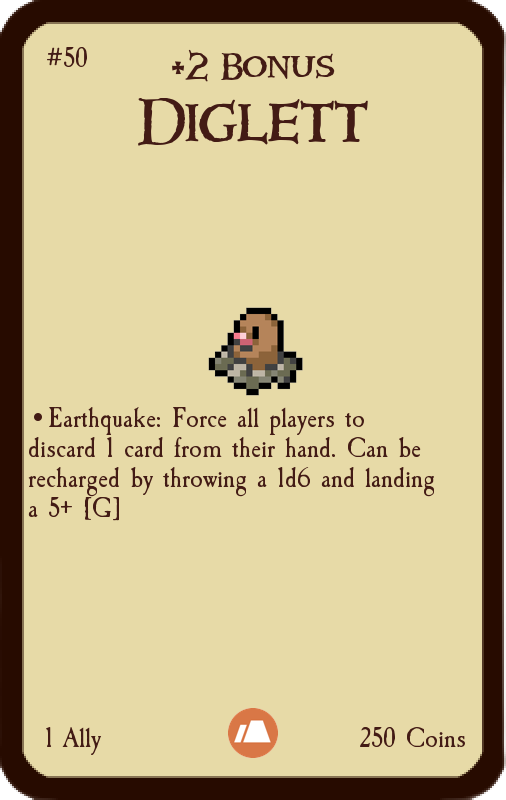 #50
+2 Bonus
Diglett
•Earthquake: Force all players to
discard 1 card from their hand. Can be
recharged by throwing a 1d6 and landing
a 5+ [G]
1 Ally
250 Coins